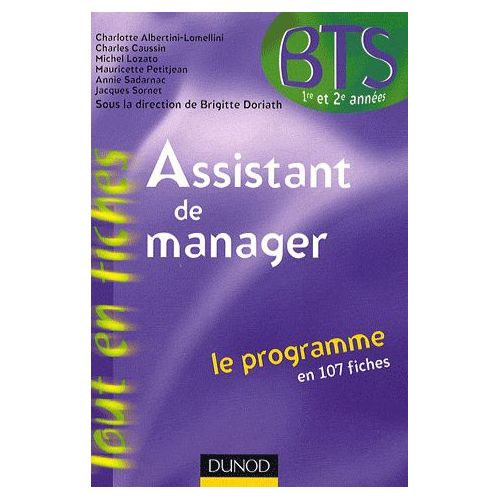 Charlotte Albertini-Lomellini
Charles Caussin
Michel Lozato
Mauricette Petitjean
Annie Sadarnac
Jacques Sornet
Sous la direction de Brigitte Doriath
BTS
1re et 2e années
Tout en fiches
Assistant
de
manager
le programme
en 107 fiches
DUNOD